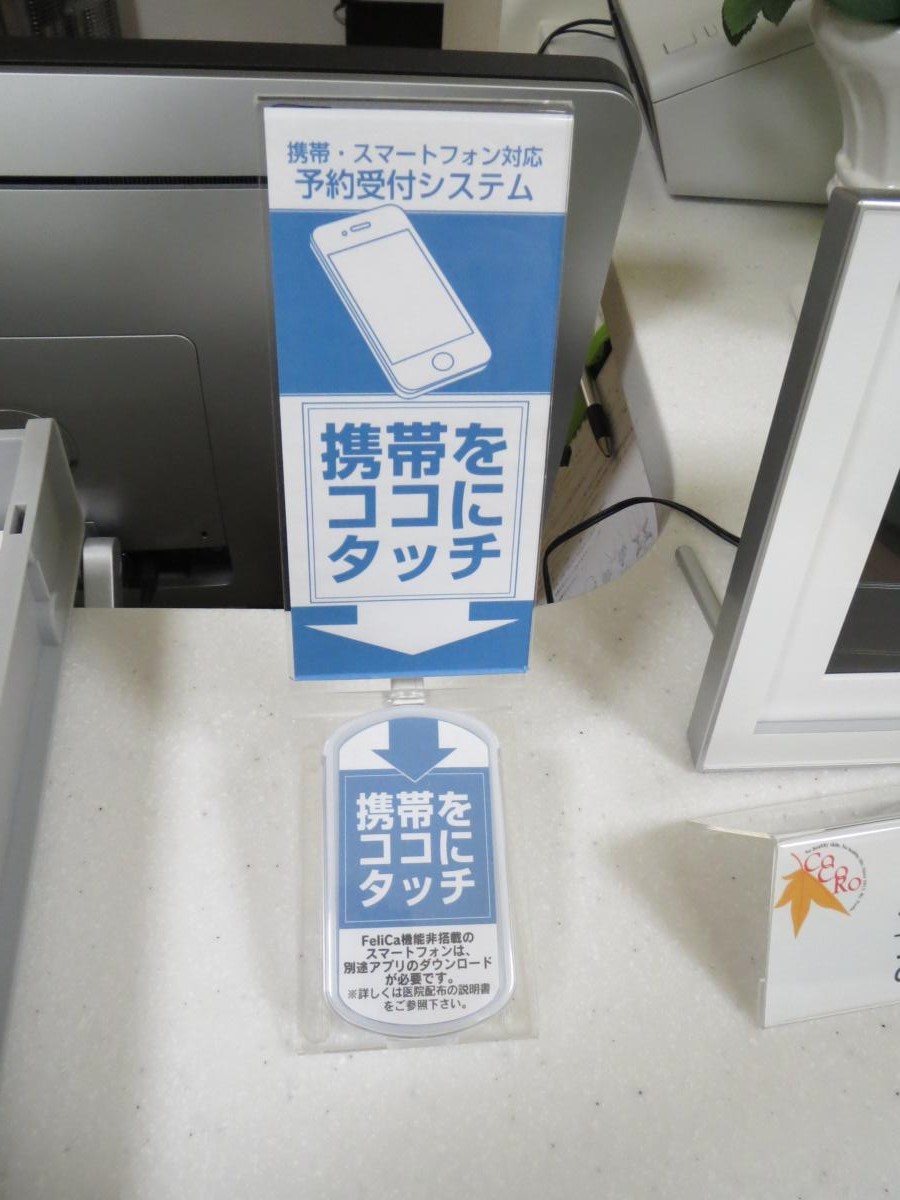 携帯・スマートフォン対応
予約受付システム
携帯を
ココに
タッチ
携帯を
ココに
タッチ
FeliCa機能非搭載の
スマートフォンは、
別途アプリのダウンロード
が必要です。
※詳しくは医院配布の説明書
をご参照下さい。
CaCaRo